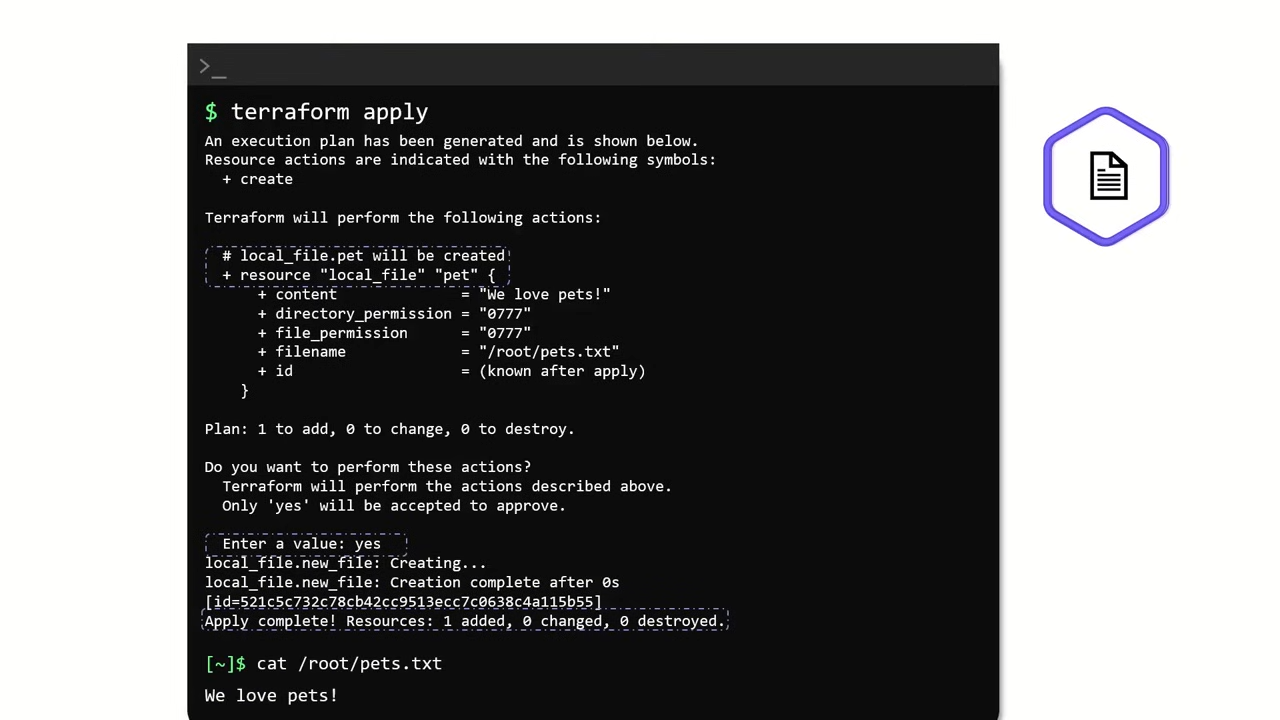 >_
$ terraform apply
An execution plan has been generated and is shown below.
Resource actions are indicated with the following symbols:
  + create
Terraform will perform the following actions:
  # local_file.pet will be created
  + resource "local_file" "pet" {
      + content              = "We love pets!"
      + directory_permission = "0777"
      + file_permission      = "0777"
      + filename             = "/root/pets.txt"
      + id                   = (known after apply)
    }
Plan: 1 to add, 0 to change, 0 to destroy.
Do you want to perform these actions?
  Terraform will perform the actions described above.
  Only 'yes' will be accepted to approve.
  Enter a value: yes
local_file.new_file: Creating...
local_file.new_file: Creation complete after 0s
[id=521c5c732c78cb42cc9513ecc7c0638c4a115b55]
Apply complete! Resources: 1 added, 0 changed, 0 destroyed.
[~]$ cat /root/pets.txt
We love pets!